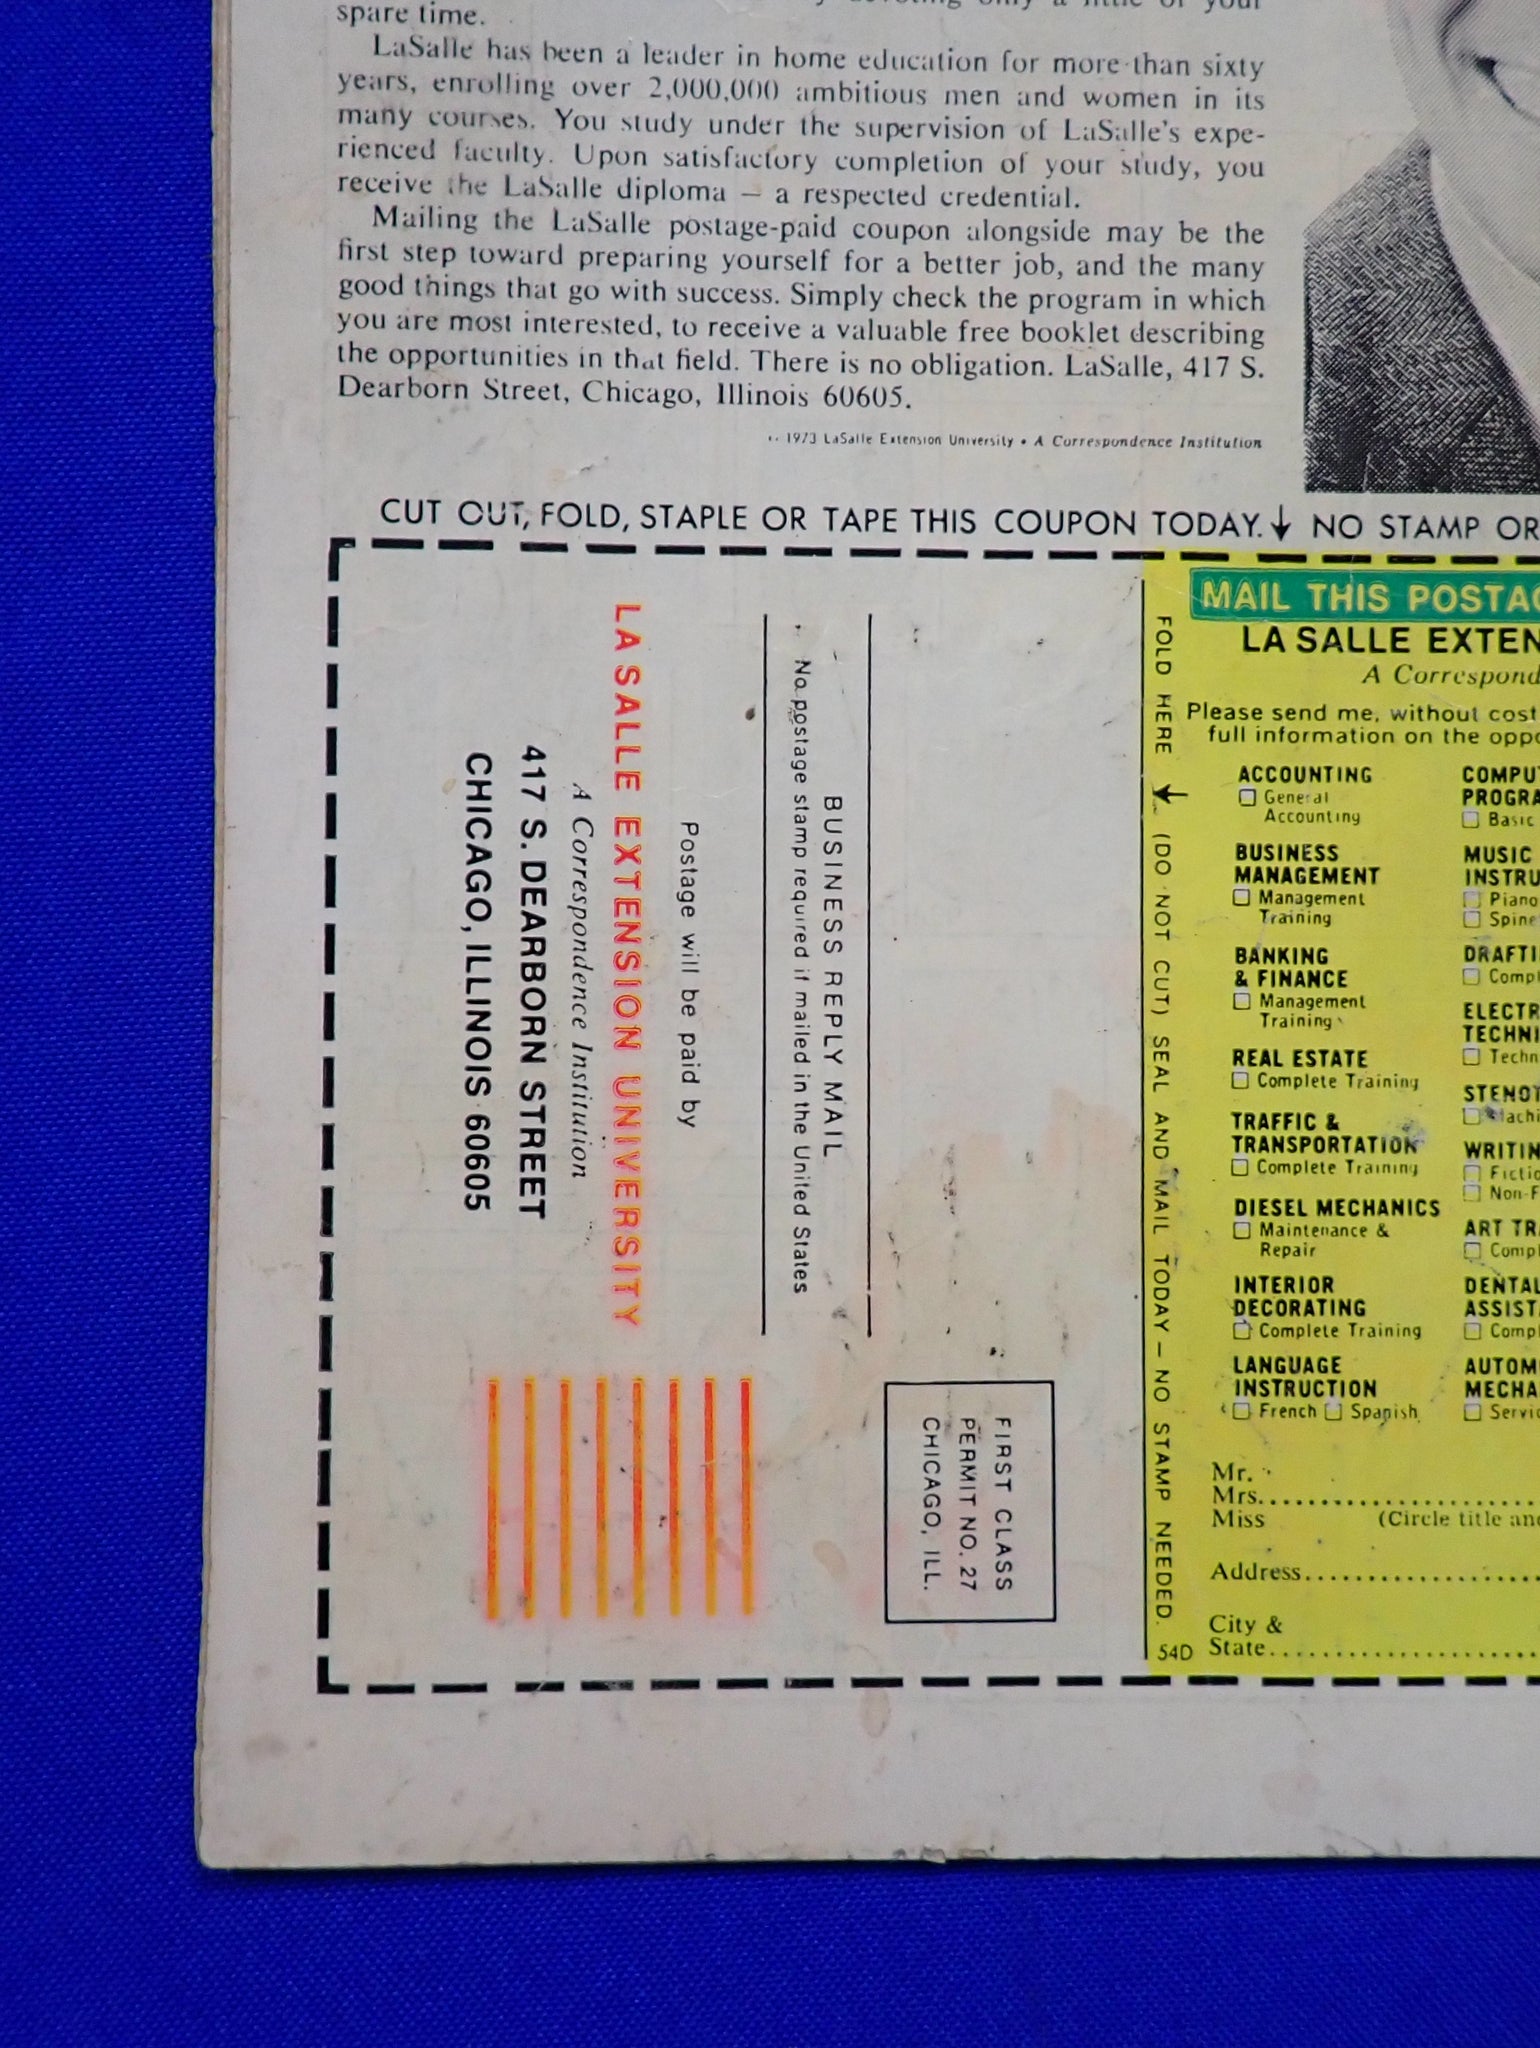 spare time.
LaSalle has been a leader in home education for more than sixty
years, enrolling over 2,000,000 ambitious men and women in its
many courses. You study under the supervision of LaSalle's expe-
rienced faculty. Upon satisfactory completion of your study, you
receive the LaSalle diploma — a respected credential.
Mailing the LaSalle postage-paid coupon alongside may be the
first step toward preparing yourself for a better job, and the many
good things that go with success. Simply check the program in which
you are most interested, to receive a valuable free booklet describing
the opportunities in that field. There is no obligation. LaSalle, 417 S.
Dearborn Street, Chicago, Illinois 60605.
1973 LaSalle Extension University • A Correspondence Institution
CUT OUT, FOLD, STAPLE OR TAPE THIS COUPON TODAY. ↓ NO STAMP OR
FIRST CLASS
PERMIT NO. 27
CHICAGO, ILL.
BUSINESS REPLY MAIL
No postage stamp required if mailed in the United States
Postage will be paid by
LA SALLE EXTENSION UNIVERSITY
A Correspondence Institution
417 S. DEARBORN STREET
CHICAGO, ILLINOIS 60605
FOLD HERE (DO NOT CUT) SEAL AND MAIL TODAY — NO STAMP NEEDED.
54D
MAIL THIS
LA SALLE
A
Please send me, without cost
full information on the
ACCOUNTING
General
Accounting
BUSINESS
MANAGEMENT
Management
Training
BANKING
& FINANCE
Management
Training
REAL ESTATE
Complete Training
TRAFFIC &
TRANSPORTATION
Complete Training
DIESEL MECHANICS
Maintenance &
Repair
INTERIOR
DECORATING
Complete Training
LANGUAGE
INSTRUCTION
French Spanish
Basic
MUSIC
Piano
Mr.
Mrs.
Miss (Circle title
Address
City &
State